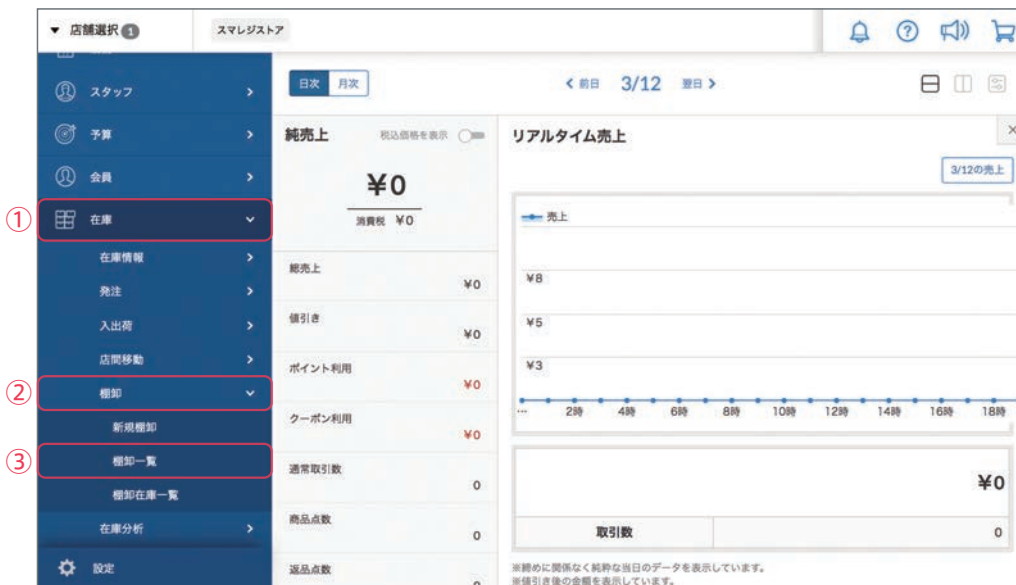 ▼ 店舗選択 1
スマレジストア
スタッフ
予算
会員
① 在庫
在庫情報
発注
入出荷
店間移動
② 棚卸
新規棚卸
③ 棚卸一覧
棚卸在庫一覧
在庫分析
設定
日次 月次
< 前日 3/12 翌日 >
純売上 税込価格を表示
¥0
消費税 ¥0
総売上
¥0
値引き
¥0
ポイント利用
¥0
クーポン利用
¥0
通常取引数
0
商品点数
0
返品点数
0
リアルタイム売上
×
3/12の売上
売上
¥8
¥5
¥3
… 2時 4時 6時 8時 10時 12時 14時 16時 18時
¥0
取引数 0
※締めに関係なく純粋な当日のデータを表示しています。
※値引き後の金額を表示しています。